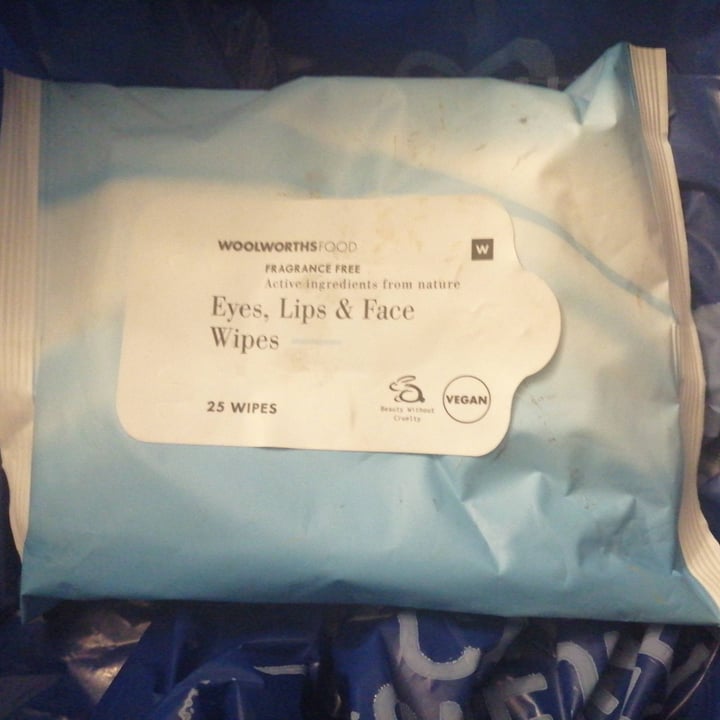 WOOLWORTHSFOOD
W
FRAGRANCE FREE
Active ingredients from nature
Eyes, Lips & Face
Wipes
25 WIPES
Beauty Without
Cruelty
VEGAN